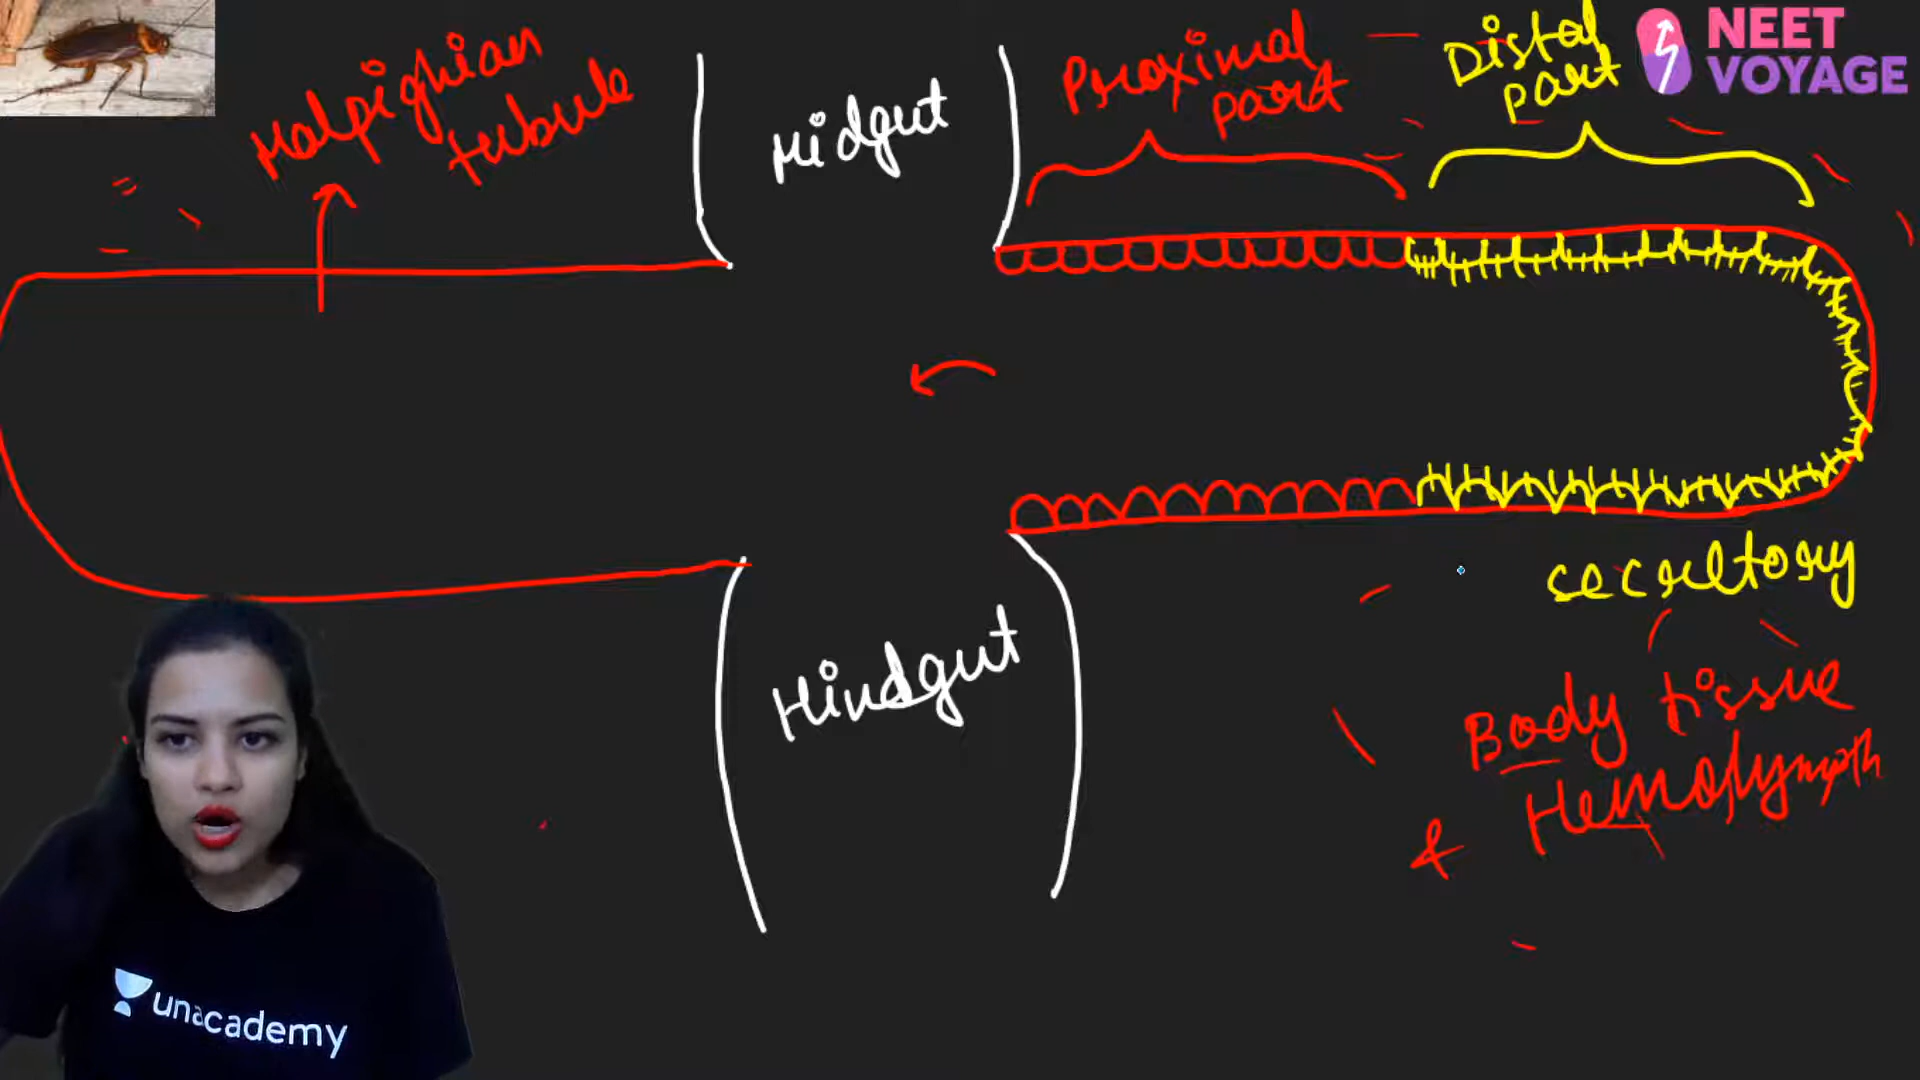 Malpighian
tubule
Midgut
Proximal
part
Distal
part
NEET
VOYAGE
secretory
Hindgut
Body tissue
& Hemolymph
unacademy